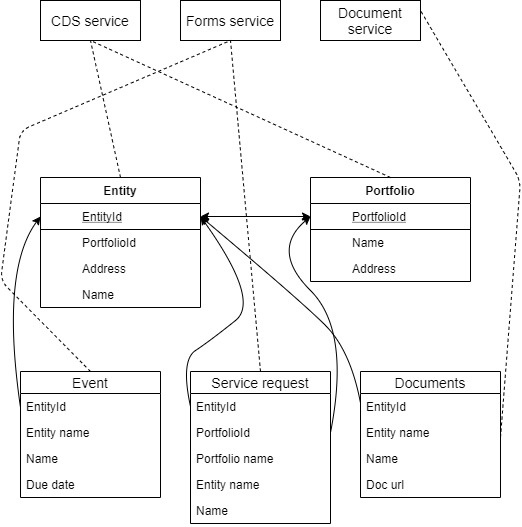 CDS service
Forms service
Document
service
Entity
EntityId
PortfolioId
Address
Name
Portfolio
PortfolioId
Name
Address
Event
EntityId
Entity name
Name
Due date
Service request
EntityId
PortfolioId
Portfolio name
Entity name
Name
Documents
EntityId
Entity name
Name
Doc url